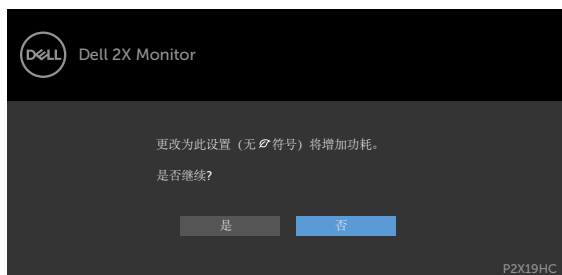 DELL
Dell 2X Monitor
更改为此设置（无符号）将增加功耗。
是否继续?
是
否
P2X19HC